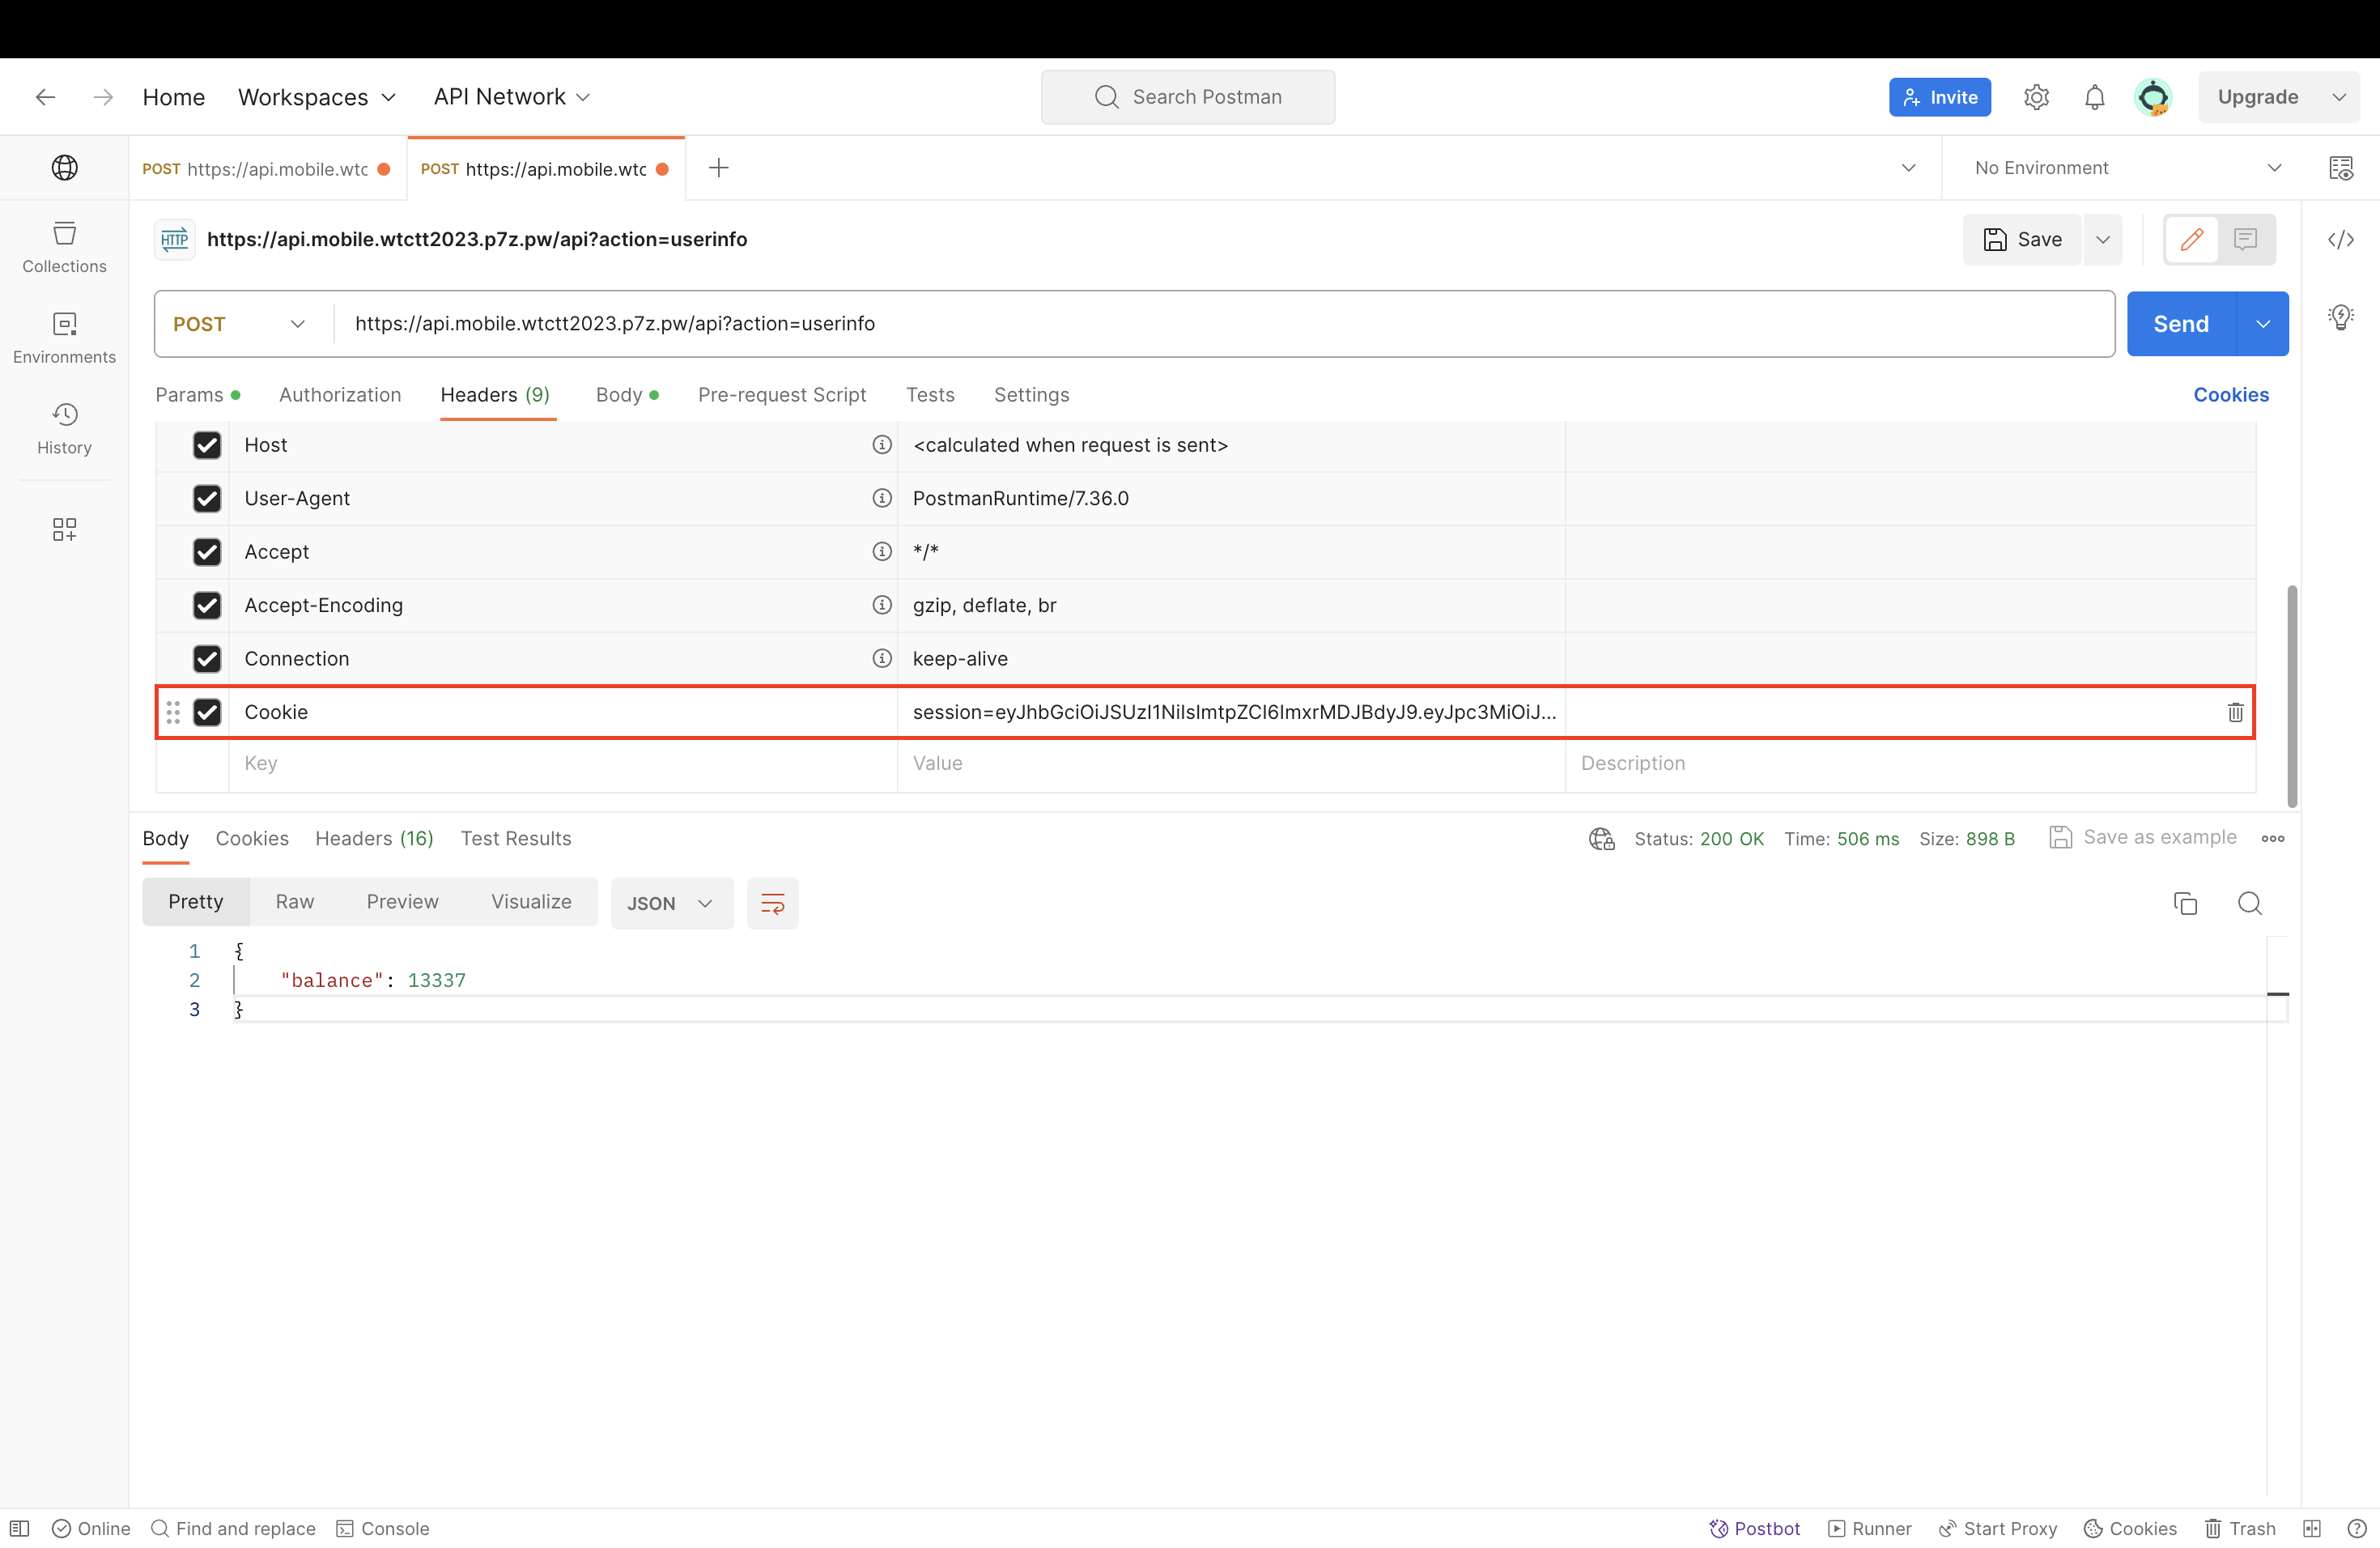 Home Workspaces API Network Search Postman Invite Upgrade
POST https://api.mobile.wtc POST https://api.mobile.wtc No Environment
HTTP https://api.mobile.wtctt2023.p7z.pw/api?action=userinfo Save
Collections
POST https://api.mobile.wtctt2023.p7z.pw/api?action=userinfo Send
Environments
Params Authorization Headers (9) Body Pre-request Script Tests Settings Cookies
History
Host <calculated when request is sent>
User-Agent PostmanRuntime/7.36.0
Accept */*
Accept-Encoding gzip, deflate, br
Connection keep-alive
Cookie session=eyJhbGciOiJSUzI1NiIsImtpZCI6ImxrMDJBdyJ9.eyJpc3MiOiJ...
Key Value Description
Body Cookies Headers (16) Test Results Status: 200 OK Time: 506 ms Size: 898 B Save as example
Pretty Raw Preview Visualize JSON
1 {
2 "balance": 13337
3 }
Online Find and replace Console Postbot Runner Start Proxy Cookies Trash